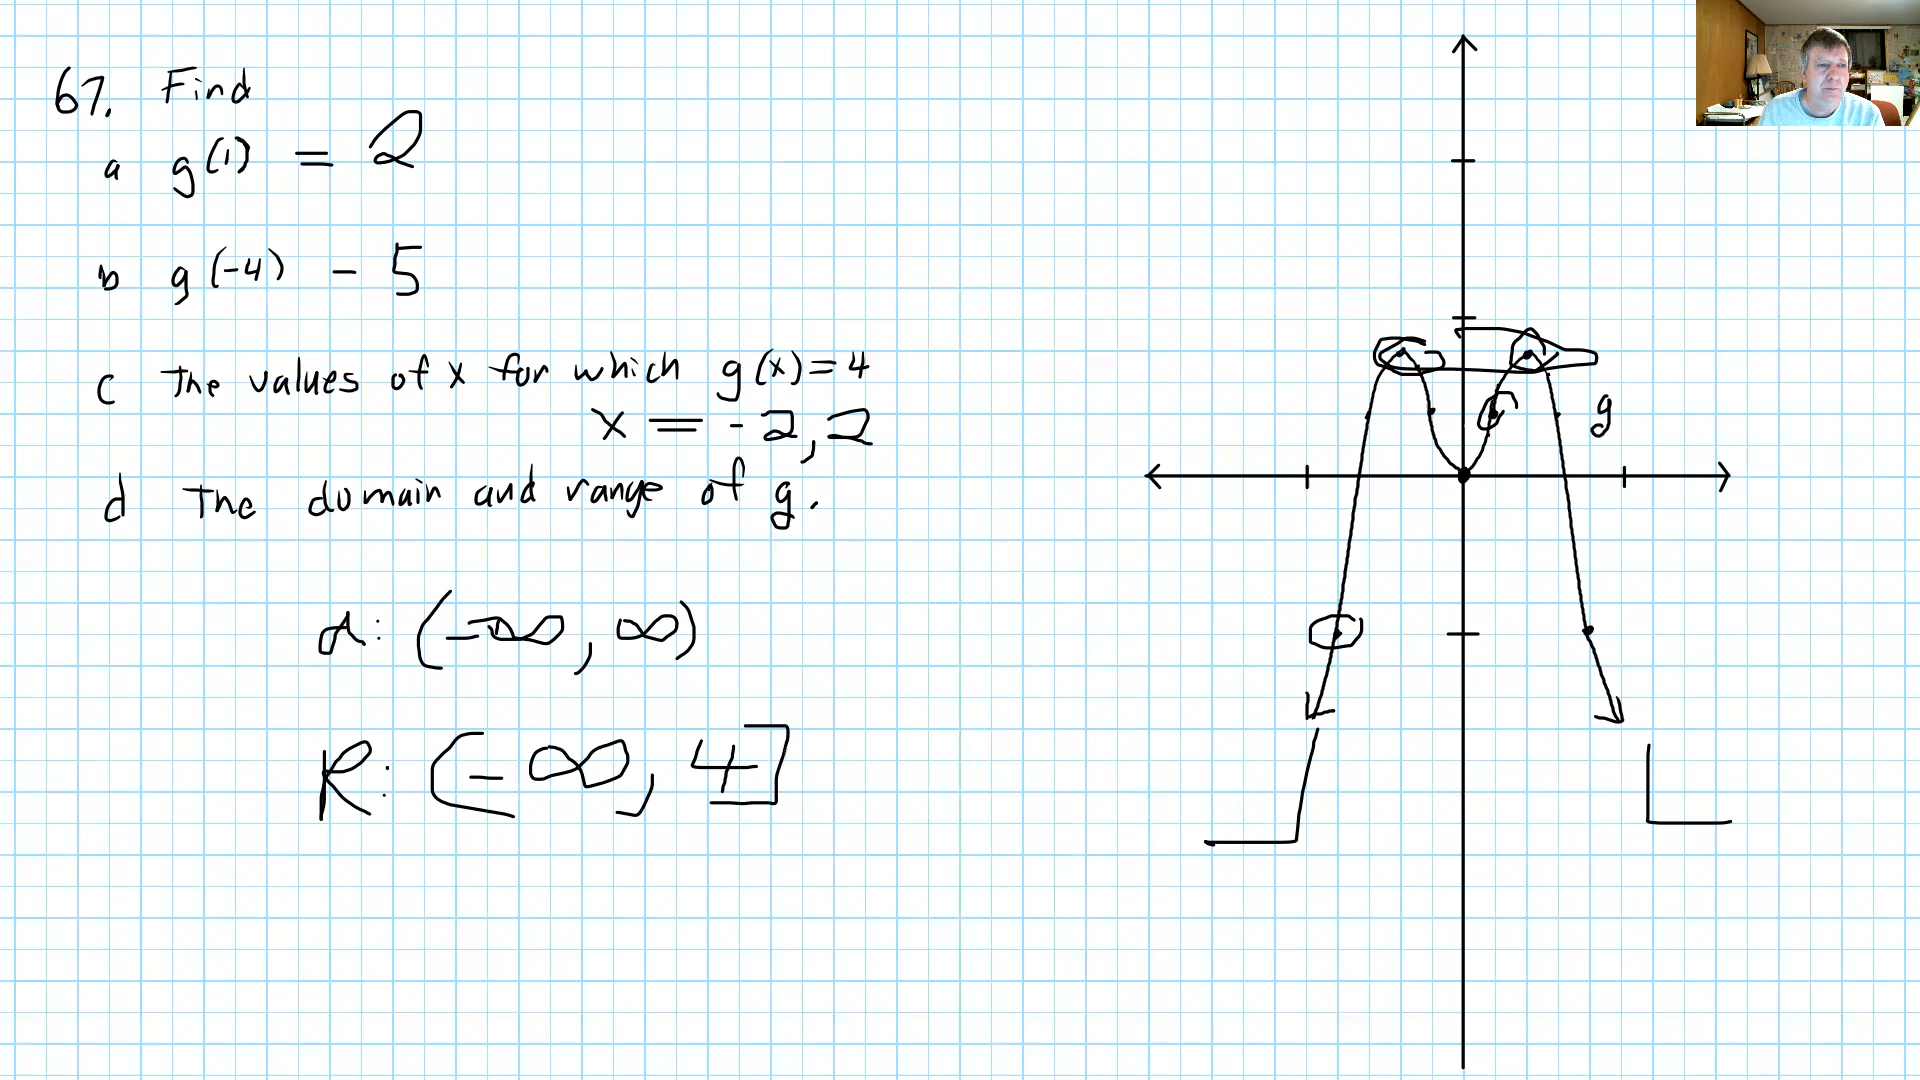 67. Find
a g(1) = 2
b g(-4) - 5
c The values of x for which g(x)=4
x = -2, 2
d The domain and range of g.
d: (-∞, ∞)
R: (-∞, 4]
g